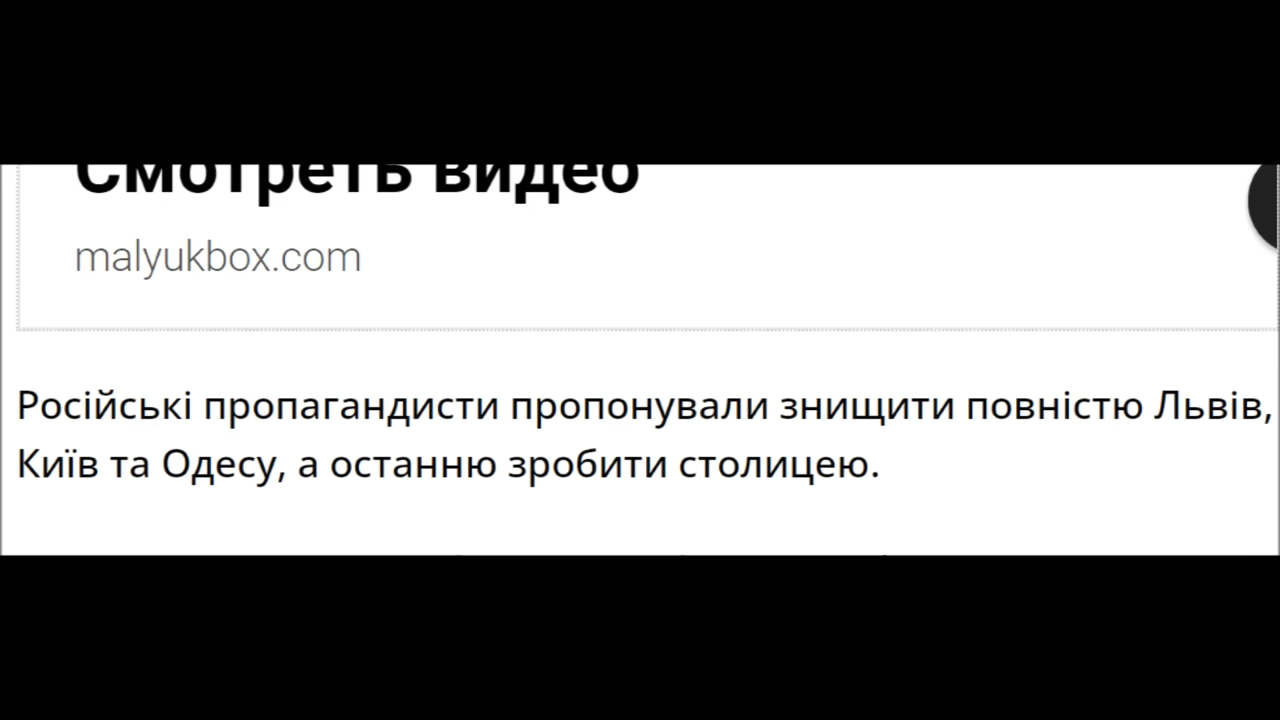 Смотреть видео
malyukbox.com
Російські пропагандисти пропонували знищити повністю Львів,
Київ та Одесу, а останню зробити столицею.